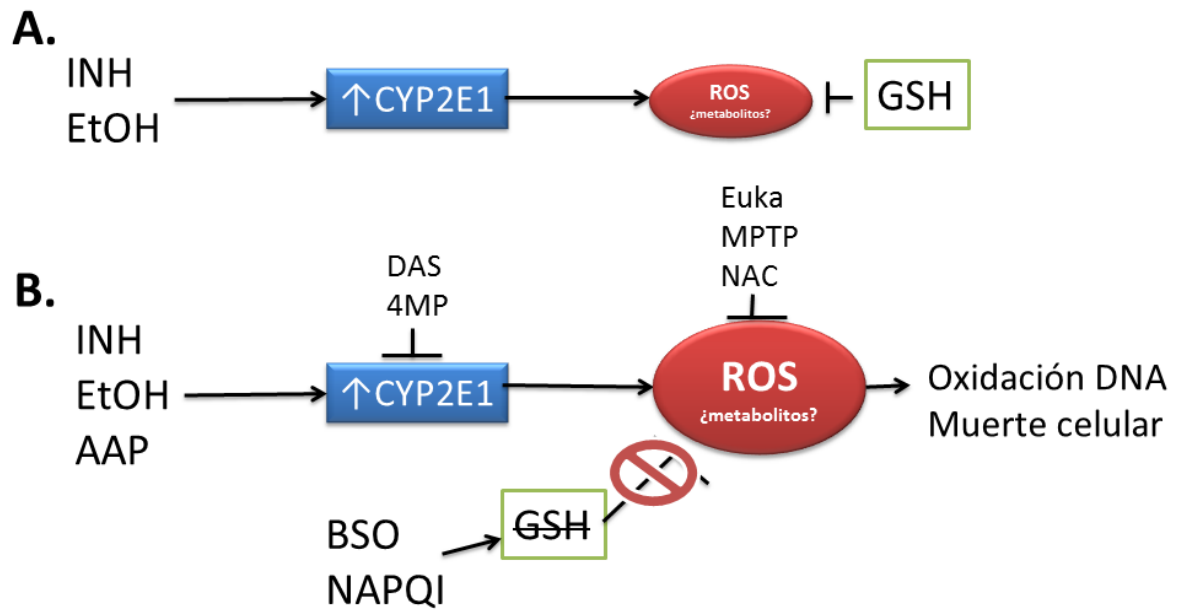 A.
INH
EtOH
↑CYP2E1
ROS
¿metabolitos?
GSH
B.
INH
EtOH
AAP
DAS
4MP
↑CYP2E1
Euka
MPTP
NAC
ROS
¿metabolitos?
Oxidación DNA
Muerte celular
BSO
NAPQI
GSH